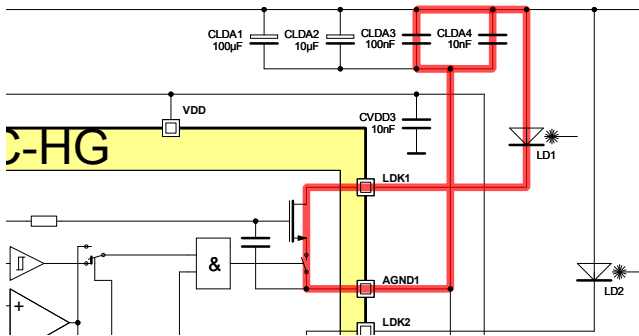 CLDA1
100µF
CLDA2
10µF
CLDA3
100nF
CLDA4
10nF
VDD
CVDD3
10nF
C-HG
LD1
LDK1
&
AGND1
LD2
+
LDK2